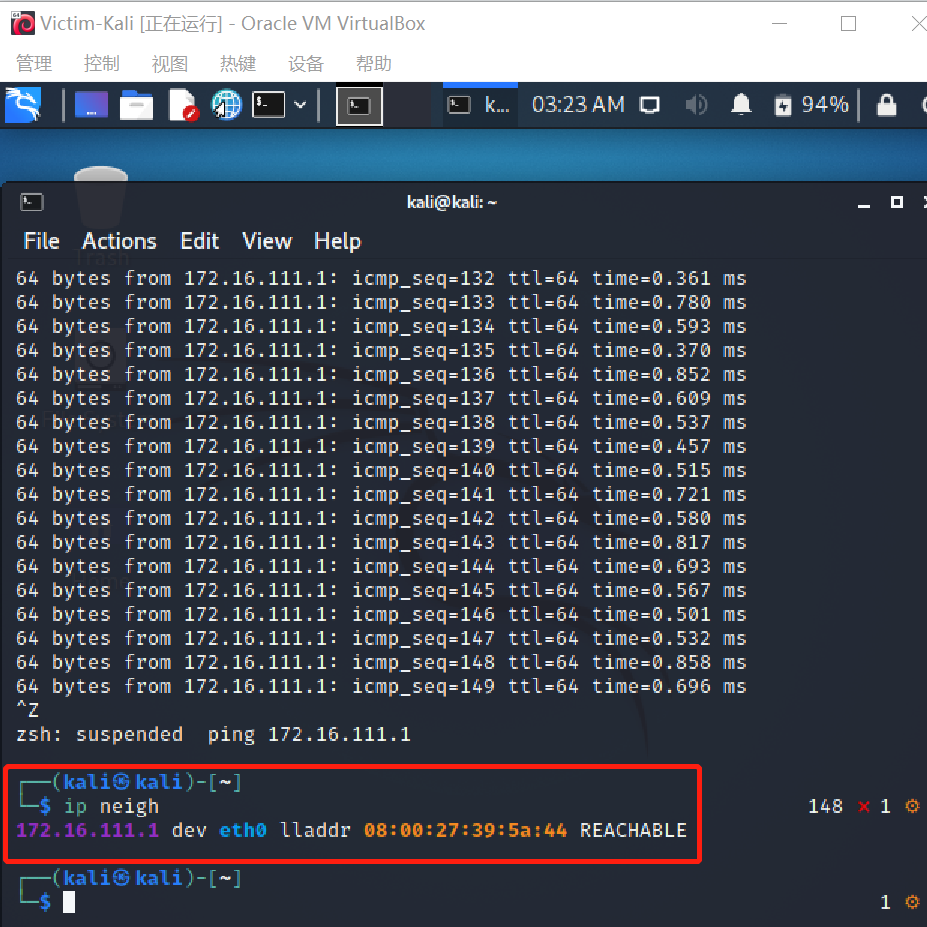 Victim-Kali [正在运行] - Oracle VM VirtualBox
管理 控制 视图 热键 设备 帮助
k... 03:23 AM 94%
kali@kali: ~
File Actions Edit View Help
Trash
64 bytes from 172.16.111.1: icmp_seq=132 ttl=64 time=0.361 ms
64 bytes from 172.16.111.1: icmp_seq=133 ttl=64 time=0.780 ms
64 bytes from 172.16.111.1: icmp_seq=134 ttl=64 time=0.593 ms
64 bytes from 172.16.111.1: icmp_seq=135 ttl=64 time=0.370 ms
64 bytes from 172.16.111.1: icmp_seq=136 ttl=64 time=0.852 ms
64 bytes from 172.16.111.1: icmp_seq=137 ttl=64 time=0.609 ms
64 bytes from 172.16.111.1: icmp_seq=138 ttl=64 time=0.537 ms
64 bytes from 172.16.111.1: icmp_seq=139 ttl=64 time=0.457 ms
64 bytes from 172.16.111.1: icmp_seq=140 ttl=64 time=0.515 ms
64 bytes from 172.16.111.1: icmp_seq=141 ttl=64 time=0.721 ms
64 bytes from 172.16.111.1: icmp_seq=142 ttl=64 time=0.580 ms
64 bytes from 172.16.111.1: icmp_seq=143 ttl=64 time=0.817 ms
64 bytes from 172.16.111.1: icmp_seq=144 ttl=64 time=0.693 ms
64 bytes from 172.16.111.1: icmp_seq=145 ttl=64 time=0.567 ms
64 bytes from 172.16.111.1: icmp_seq=146 ttl=64 time=0.501 ms
64 bytes from 172.16.111.1: icmp_seq=147 ttl=64 time=0.532 ms
64 bytes from 172.16.111.1: icmp_seq=148 ttl=64 time=0.858 ms
64 bytes from 172.16.111.1: icmp_seq=149 ttl=64 time=0.696 ms
^Z
zsh: suspended  ping 172.16.111.1
┌──(kali㉿kali)-[~]
└─$ ip neigh 148 ⨯ 1 ⚙
172.16.111.1 dev eth0 lladdr 08:00:27:39:5a:44 REACHABLE
┌──(kali㉿kali)-[~]
└─$ 1 ⚙